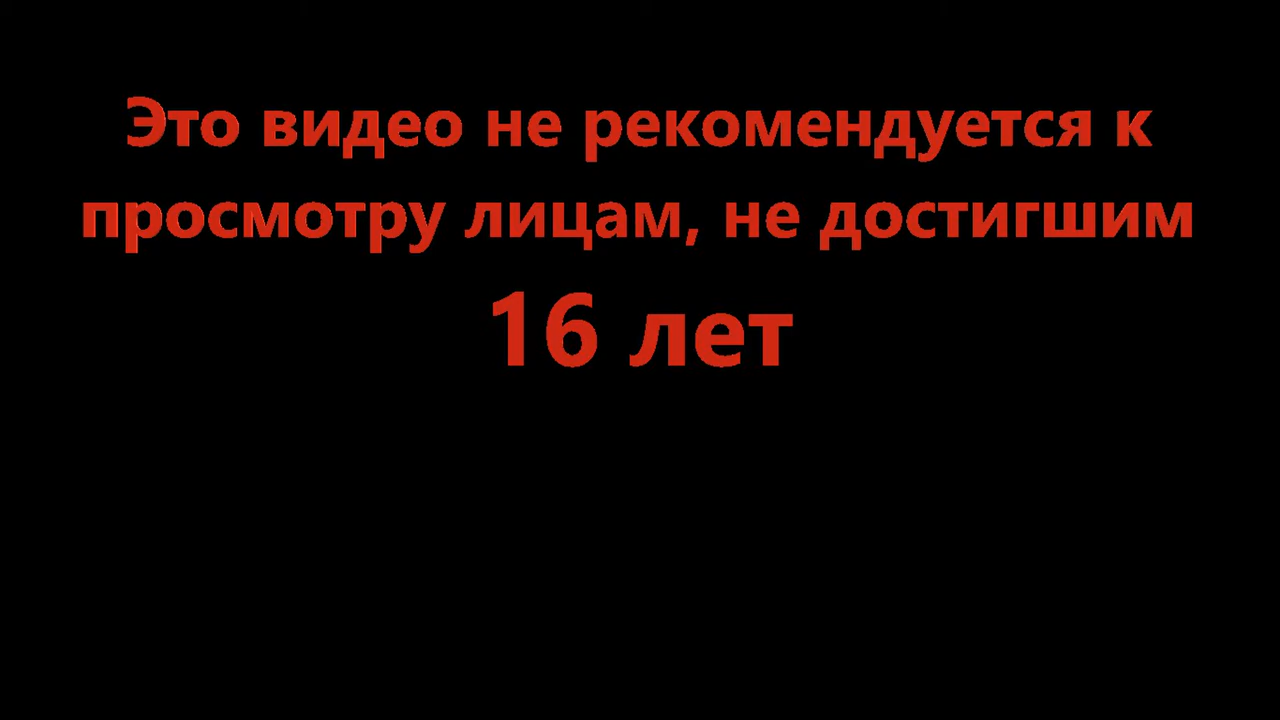 Это видео не рекомендуется к
просмотру лицам, не достигшим
16 лет